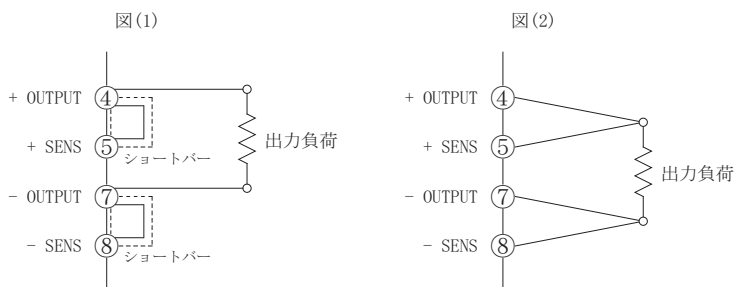 図(1)
+ OUTPUT ④
+ SENS ⑤
ショートバー
- OUTPUT ⑦
- SENS ⑧
ショートバー
出力負荷
図(2)
+ OUTPUT ④
+ SENS ⑤
- OUTPUT ⑦
- SENS ⑧
出力負荷